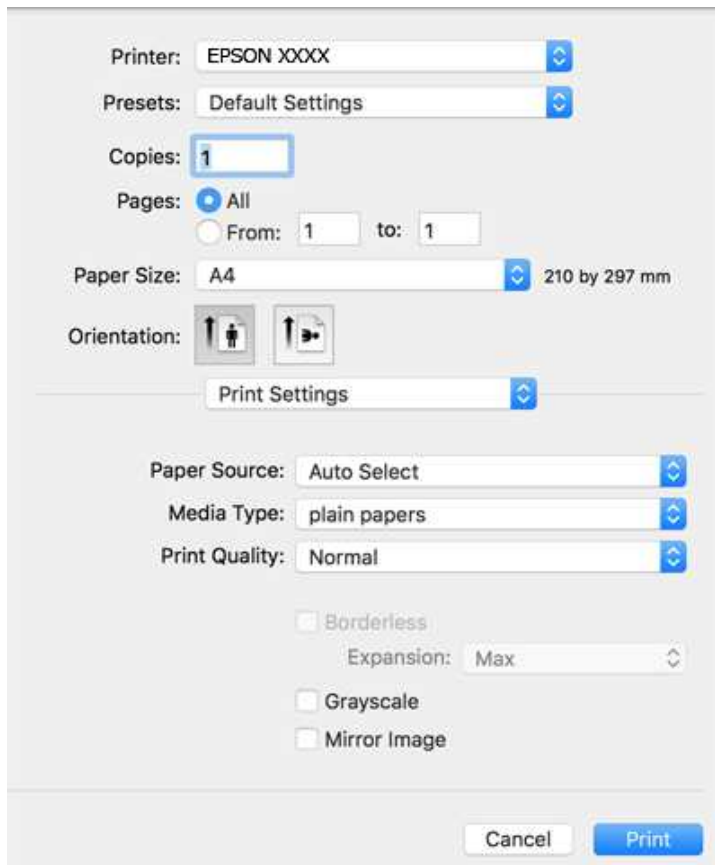 Printer: EPSON XXXX
Presets: Default Settings
Copies: 1
Pages: All
From: 1 to: 1
Paper Size: A4 210 by 297 mm
Orientation:
Print Settings
Paper Source: Auto Select
Media Type: plain papers
Print Quality: Normal
Borderless
Expansion: Max
Grayscale
Mirror Image
Cancel Print